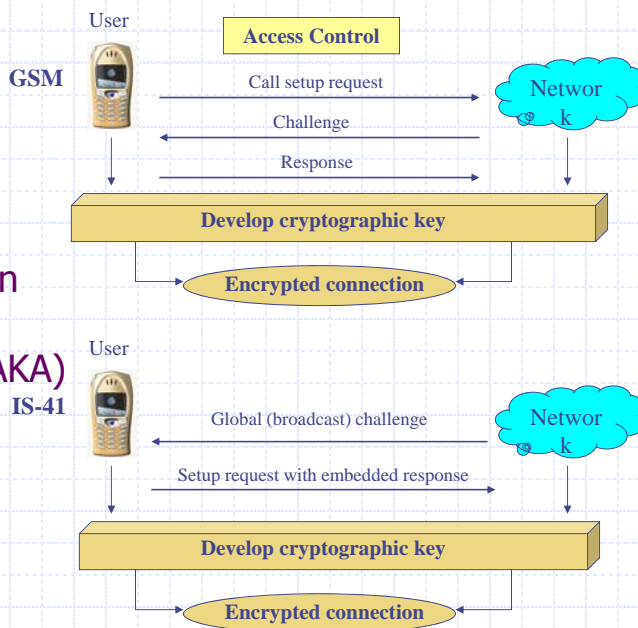 User
Access Control
GSM
Call setup request
Networ
k
Challenge
Response
Develop cryptographic key
Encrypted connection
n
User
AKA)
IS-41
Global (broadcast) challenge
Networ
k
Setup request with embedded response
Develop cryptographic key
Encrypted connection